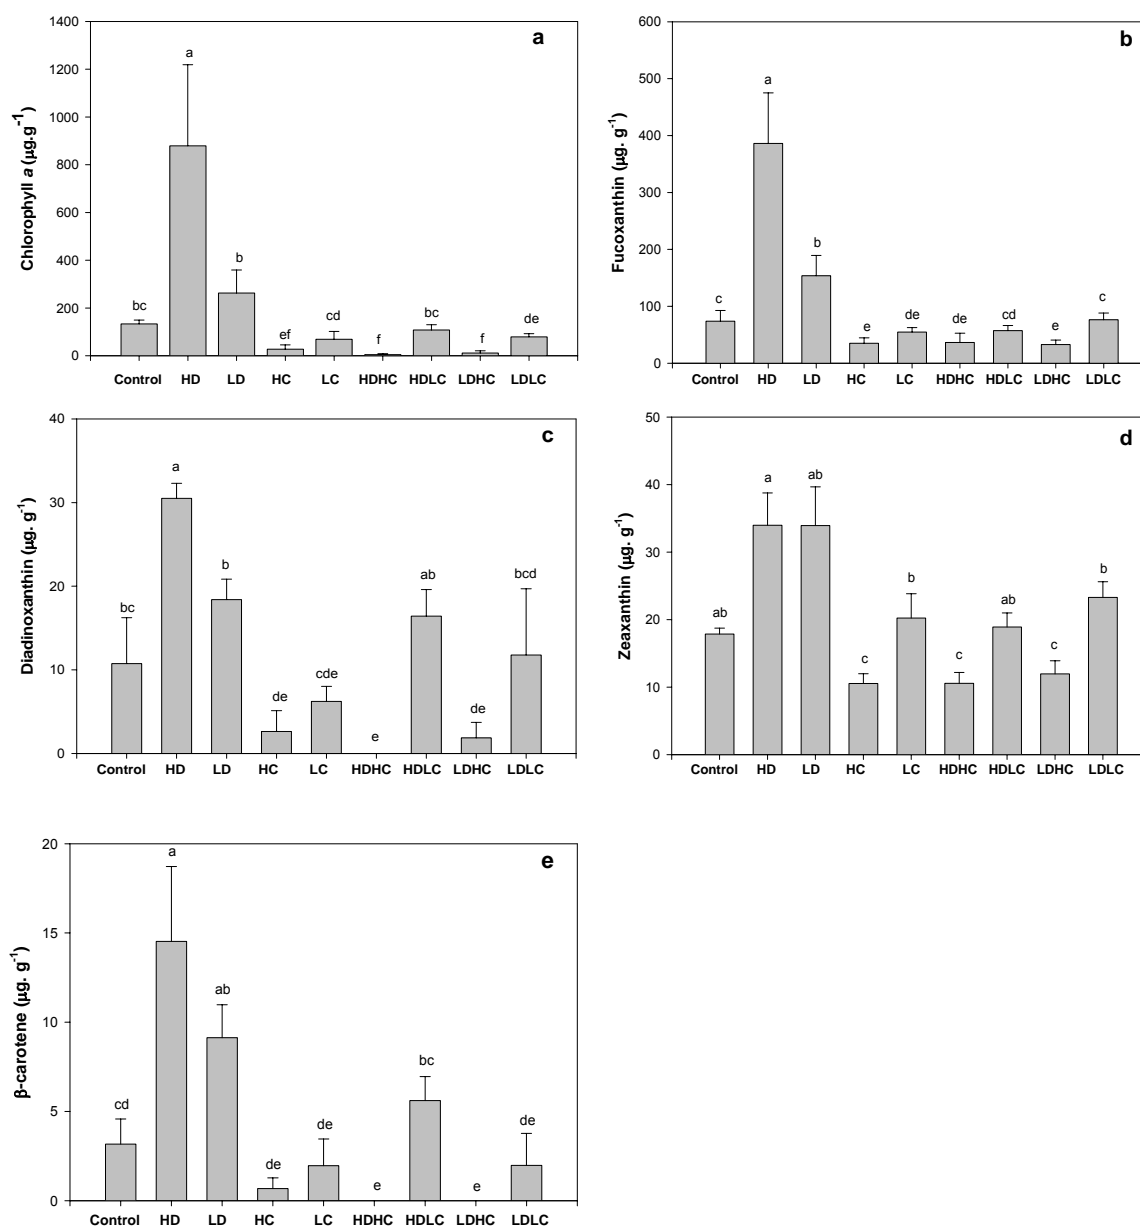 a
Chlorophyll a (µg.g-1)
1400
1200
1000
800
600
400
200
0
bc
a
b
ef
cd
f
bc
f
de
Control HD LD HC LC HDHC HDLC LDHC LDLC
b
Fucoxanthin (µg. g-1)
600
500
400
300
200
100
0
c
a
b
e
de
de
cd
e
c
Control HD LD HC LC HDHC HDLC LDHC LDLC
c
Diadinoxanthin (µg. g-1)
40
30
20
10
0
bc
a
b
de
cde
e
ab
de
bcd
Control HD LD HC LC HDHC HDLC LDHC LDLC
d
Zeaxanthin (µg. g-1)
50
40
30
20
10
0
ab
a
ab
c
b
c
ab
c
b
Control HD LD HC LC HDHC HDLC LDHC LDLC
e
β-carotene (µg. g-1)
20
15
10
5
0
cd
a
ab
de
de
e
bc
e
de
Control HD LD HC LC HDHC HDLC LDHC LDLC